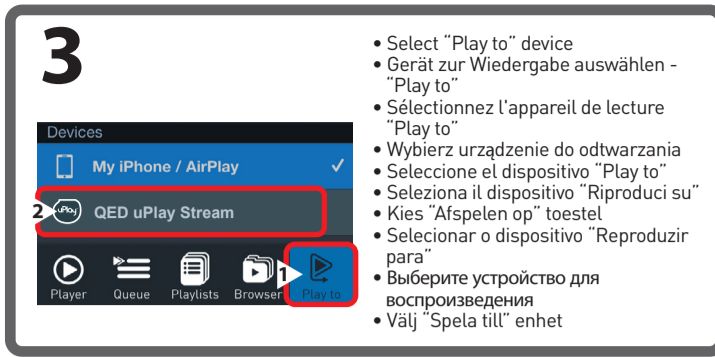 3
Devices
My iPhone / AirPlay
2 uPlay QED uPlay Stream
1
Player Queue Playlists Browser Play to
• Select “Play to” device
• Gerät zur Wiedergabe auswählen -
“Play to”
• Sélectionnez l'appareil de lecture
“Play to”
• Wybierz urządzenie do odtwarzania
• Seleccione el dispositivo “Play to”
• Seleziona il dispositivo “Riproduci su”
• Kies “Afspelen op” toestel
• Selecionar o dispositivo “Reproduzir
para”
• Выберите устройство для
воспроизведения
• Välj “Spela till” enhet